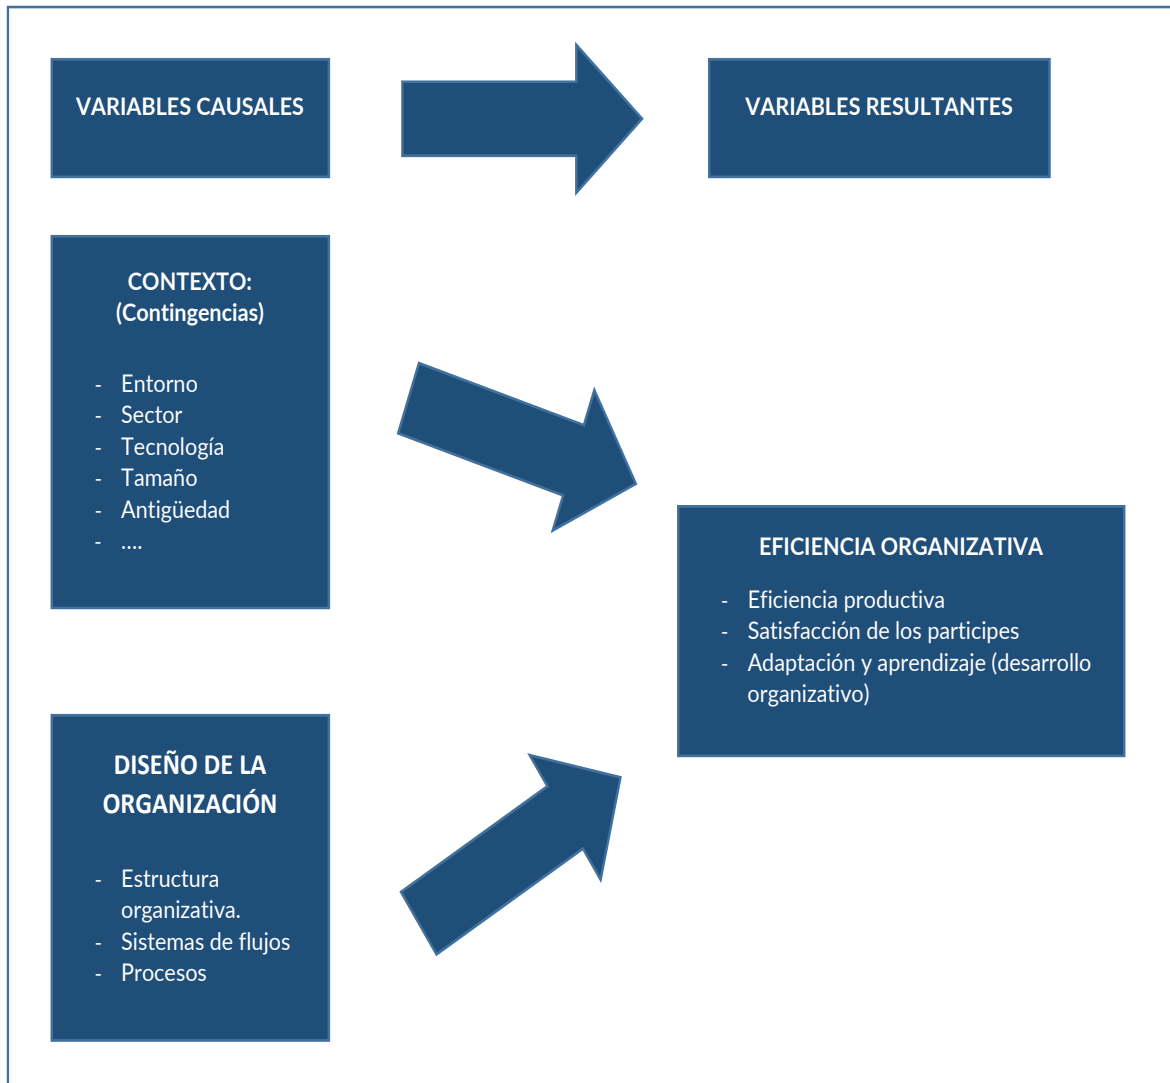 VARIABLES CAUSALES
VARIABLES RESULTANTES
CONTEXTO:
(Contingencias)
- Entorno
- Sector
- Tecnología
- Tamaño
- Antigüedad
- ....
EFICIENCIA ORGANIZATIVA
- Eficiencia productiva
- Satisfacción de los participes
- Adaptación y aprendizaje (desarrollo
organizativo)
DISEÑO DE LA
ORGANIZACIÓN
- Estructura
organizativa.
- Sistemas de flujos
- Procesos